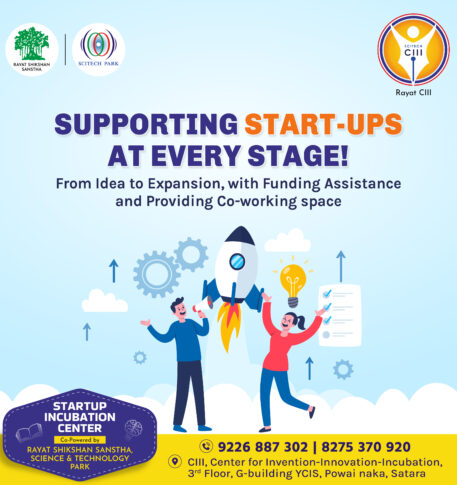 RAYAT SHIKSHAN
SANSTHA
SCITECH PARK
SCITECH
CIII
Rayat CIII
SUPPORTING START-UPS
AT EVERY STAGE!
From Idea to Expansion, with Funding Assistance
and Providing Co-working space
STARTUP
INCUBATION
CENTER
Co-Powered by
RAYAT SHIKSHAN SANSTHA,
SCIENCE & TECHNOLOGY
PARK
9226 887 302 | 8275 370 920
CIII, Center for Invention-Innovation-Incubation,
3rd Floor, G-building YCIS, Powai naka, Satara